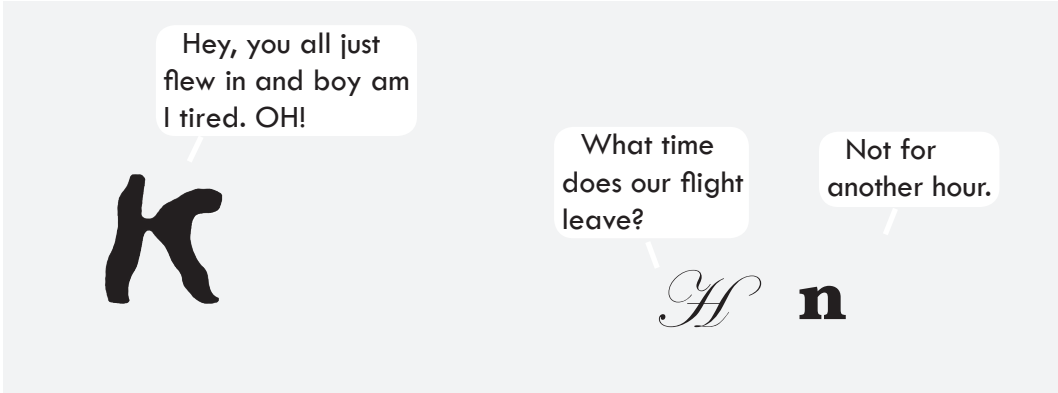 Hey, you all just
flew in and boy am
I tired. OH!
K
What time
does our flight
leave?
H
Not for
another hour.
n